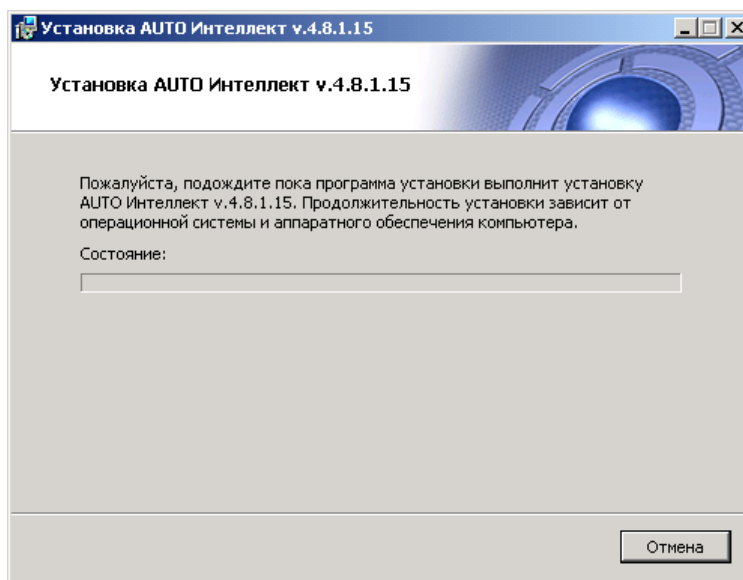 Установка AUTO Интеллект v.4.8.1.15
Установка AUTO Интеллект v.4.8.1.15
Пожалуйста, подождите пока программа установки выполнит установку
AUTO Интеллект v.4.8.1.15. Продолжительность установки зависит от
операционной системы и аппаратного обеспечения компьютера.
Состояние:
Отмена